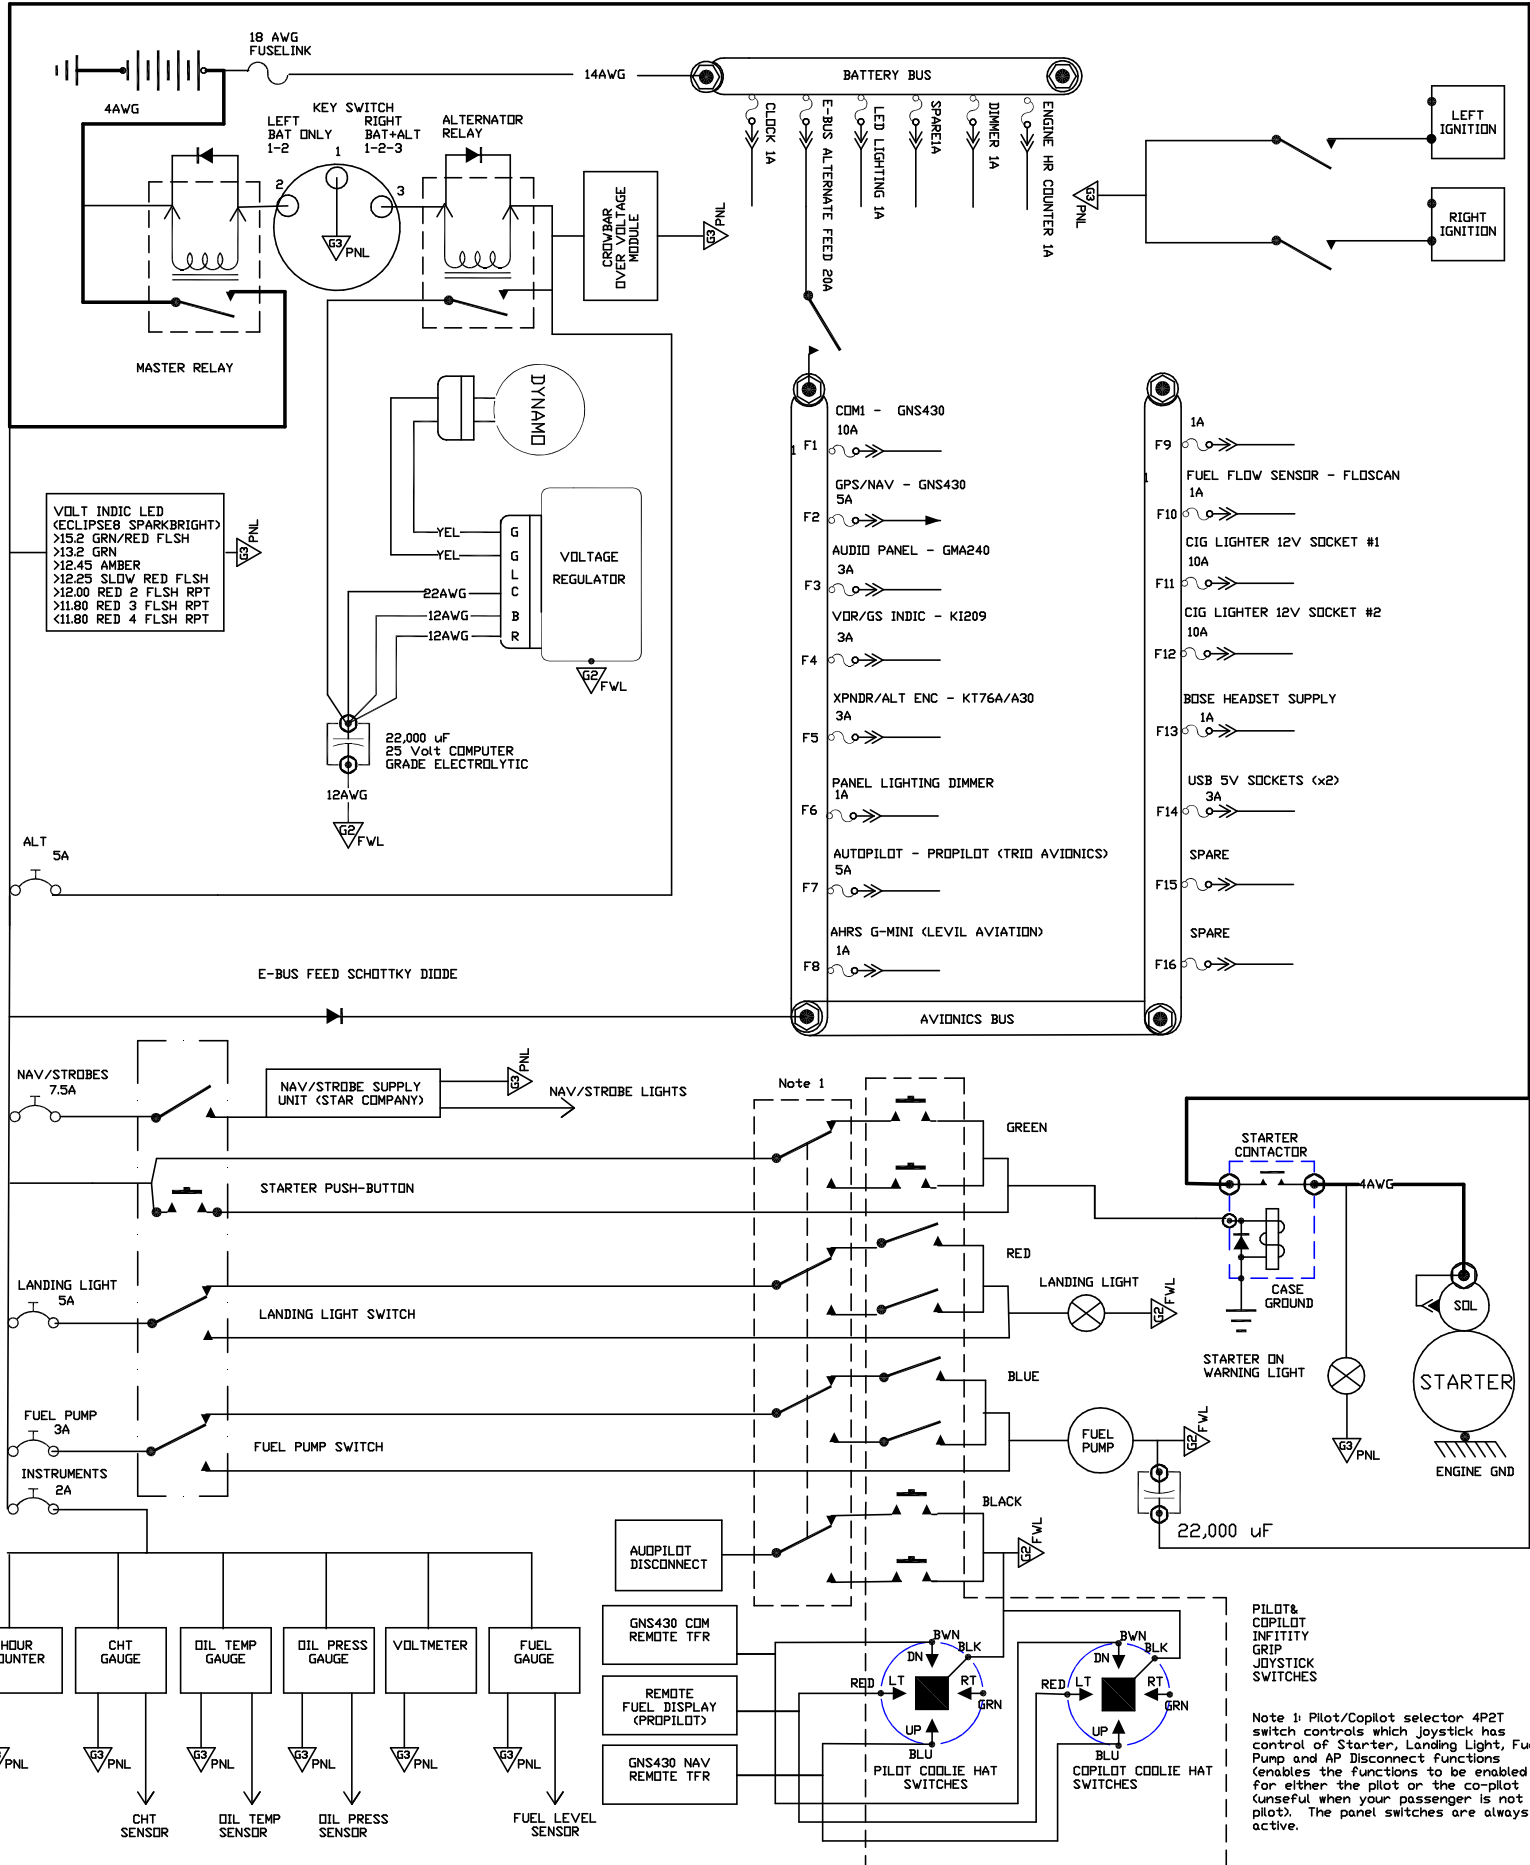 18 AWG
FUSELINK
4AWG
14AWG
BATTERY BUS
KEY SWITCH
LEFT
BAT ONLY
1-2
RIGHT
BAT+ALT
1-2-3
ALTERNATOR
RELAY
1
2
3
G3
PNL
MASTER RELAY
CROWBAR
OVER VOLTAGE
MODULE
G3
PNL
CLOCK 1A
E-BUS ALTERNATE FEED 20A
LED LIGHTING 1A
SPARE1A
DIMMER 1A
ENGINE HR COUNTER 1A
G3
PNL
LEFT
IGNITION
RIGHT
IGNITION
DYNAMO
VOLT INDIC LED
(ECLIPSE8 SPARKBRIGHT)
>15.2 GRN/RED FLSH
>13.2 GRN
>12.45 AMBER
>12.25 SLOW RED FLSH
>12.00 RED 2 FLSH RPT
>11.80 RED 3 FLSH RPT
<11.80 RED 4 FLSH RPT
G3
PNL
YEL
YEL
22AWG
12AWG
12AWG
G
G
L
C
B
R
VOLTAGE
REGULATOR
G2
FWL
22,000 uF
25 Volt COMPUTER
GRADE ELECTROLYTIC
12AWG
G2
FWL
ALT
5A
COM1 - GNS430
10A
1
F1
GPS/NAV - GNS430
5A
F2
AUDIO PANEL - GMA240
3A
F3
VOR/GS INDIC - KI209
3A
F4
XPNDR/ALT ENC - KT76A/A30
3A
F5
PANEL LIGHTING DIMMER
1A
F6
AUTOPILOT - PROPILOT (TRIO AVIONICS)
5A
F7
AHRS G-MINI (LEVIL AVIATION)
1A
F8
1A
F9
1
FUEL FLOW SENSOR - FLOSCAN
1A
F10
CIG LIGHTER 12V SOCKET #1
10A
F11
CIG LIGHTER 12V SOCKET #2
10A
F12
BOSE HEADSET SUPPLY
1A
F13
USB 5V SOCKETS (x2)
3A
F14
SPARE
F15
SPARE
F16
AVIONICS BUS
E-BUS FEED SCHOTTKY DIODE
NAV/STROBES
7.5A
NAV/STROBE SUPPLY
UNIT (STAR COMPANY)
G3
PNL
NAV/STROBE LIGHTS
Note 1
GREEN
STARTER PUSH-BUTTON
STARTER
CONTACTOR
4AWG
CASE
GROUND
SOL
STARTER
ENGINE GND
STARTER ON
WARNING LIGHT
G3
PNL
LANDING LIGHT
5A
LANDING LIGHT SWITCH
RED
LANDING LIGHT
G2
FWL
FUEL PUMP
3A
FUEL PUMP SWITCH
BLUE
FUEL
PUMP
G2
FWL
22,000 uF
INSTRUMENTS
2A
AUOPILOT
DISCONNECT
BLACK
G2
FWL
HOUR
OUNTER
CHT
GAUGE
OIL TEMP
GAUGE
OIL PRESS
GAUGE
VOLTMETER
FUEL
GAUGE
PNL
G3
PNL
G3
PNL
G3
PNL
G3
PNL
G3
PNL
CHT
SENSOR
OIL TEMP
SENSOR
OIL PRESS
SENSOR
FUEL LEVEL
SENSOR
GNS430 COM
REMOTE TFR
REMOTE
FUEL DISPLAY
(PROPILOT)
GNS430 NAV
REMOTE TFR
BWN
BLK
DN
RED
LT
RT
GRN
UP
BLU
PILOT COOLIE HAT
SWITCHES
BWN
BLK
DN
RED
LT
RT
GRN
UP
BLU
COPILOT COOLIE HAT
SWITCHES
PILOT&
COPILOT
INFITITY
GRIP
JOYSTICK
SWITCHES
Note 1: Pilot/Copilot selector 4P2T
switch controls which joystick has
control of Starter, Landing Light, Fu
Pump and AP Disconnect functions
(enables the functions to be enabled
for either the pilot or the co-pilot
(unseful when your passenger is not
pilot). The panel switches are always
active.